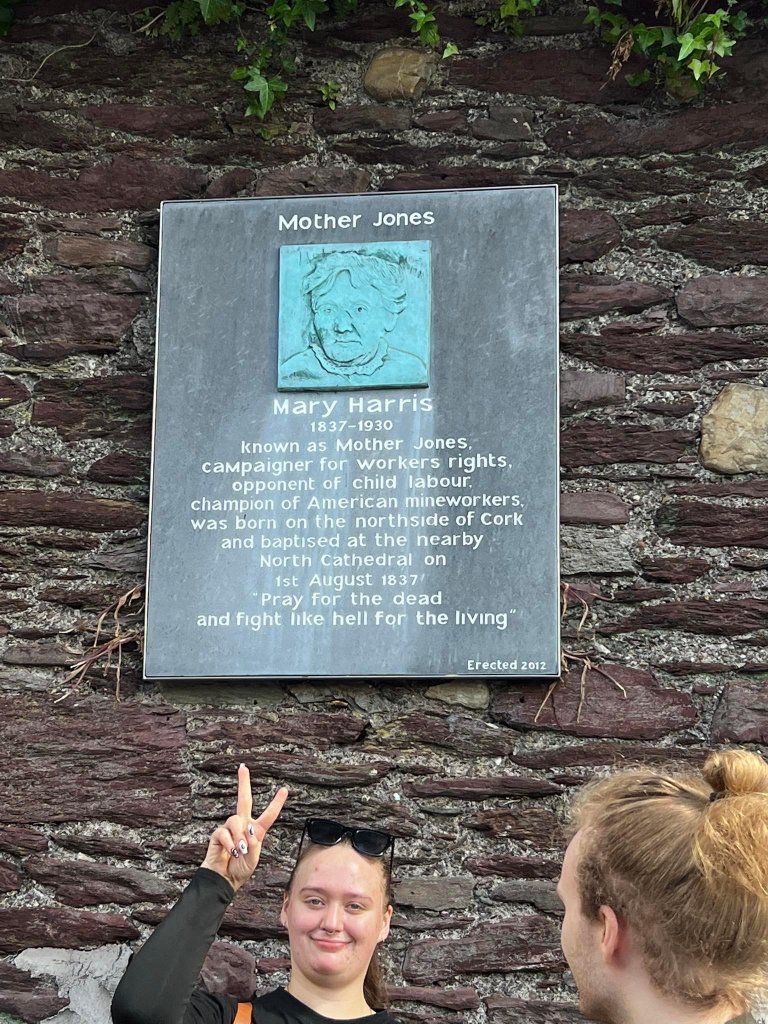 Mother Jones
Mary Harris
1837-1930
known as Mother Jones,
campaigner for workers rights,
opponent of child labour,
champion of American mineworkers,
was born on the northside of Cork
and baptised at the nearby
North Cathedral on
1st August 1837
"Pray for the dead
and fight like hell for the living"
Erected 2012